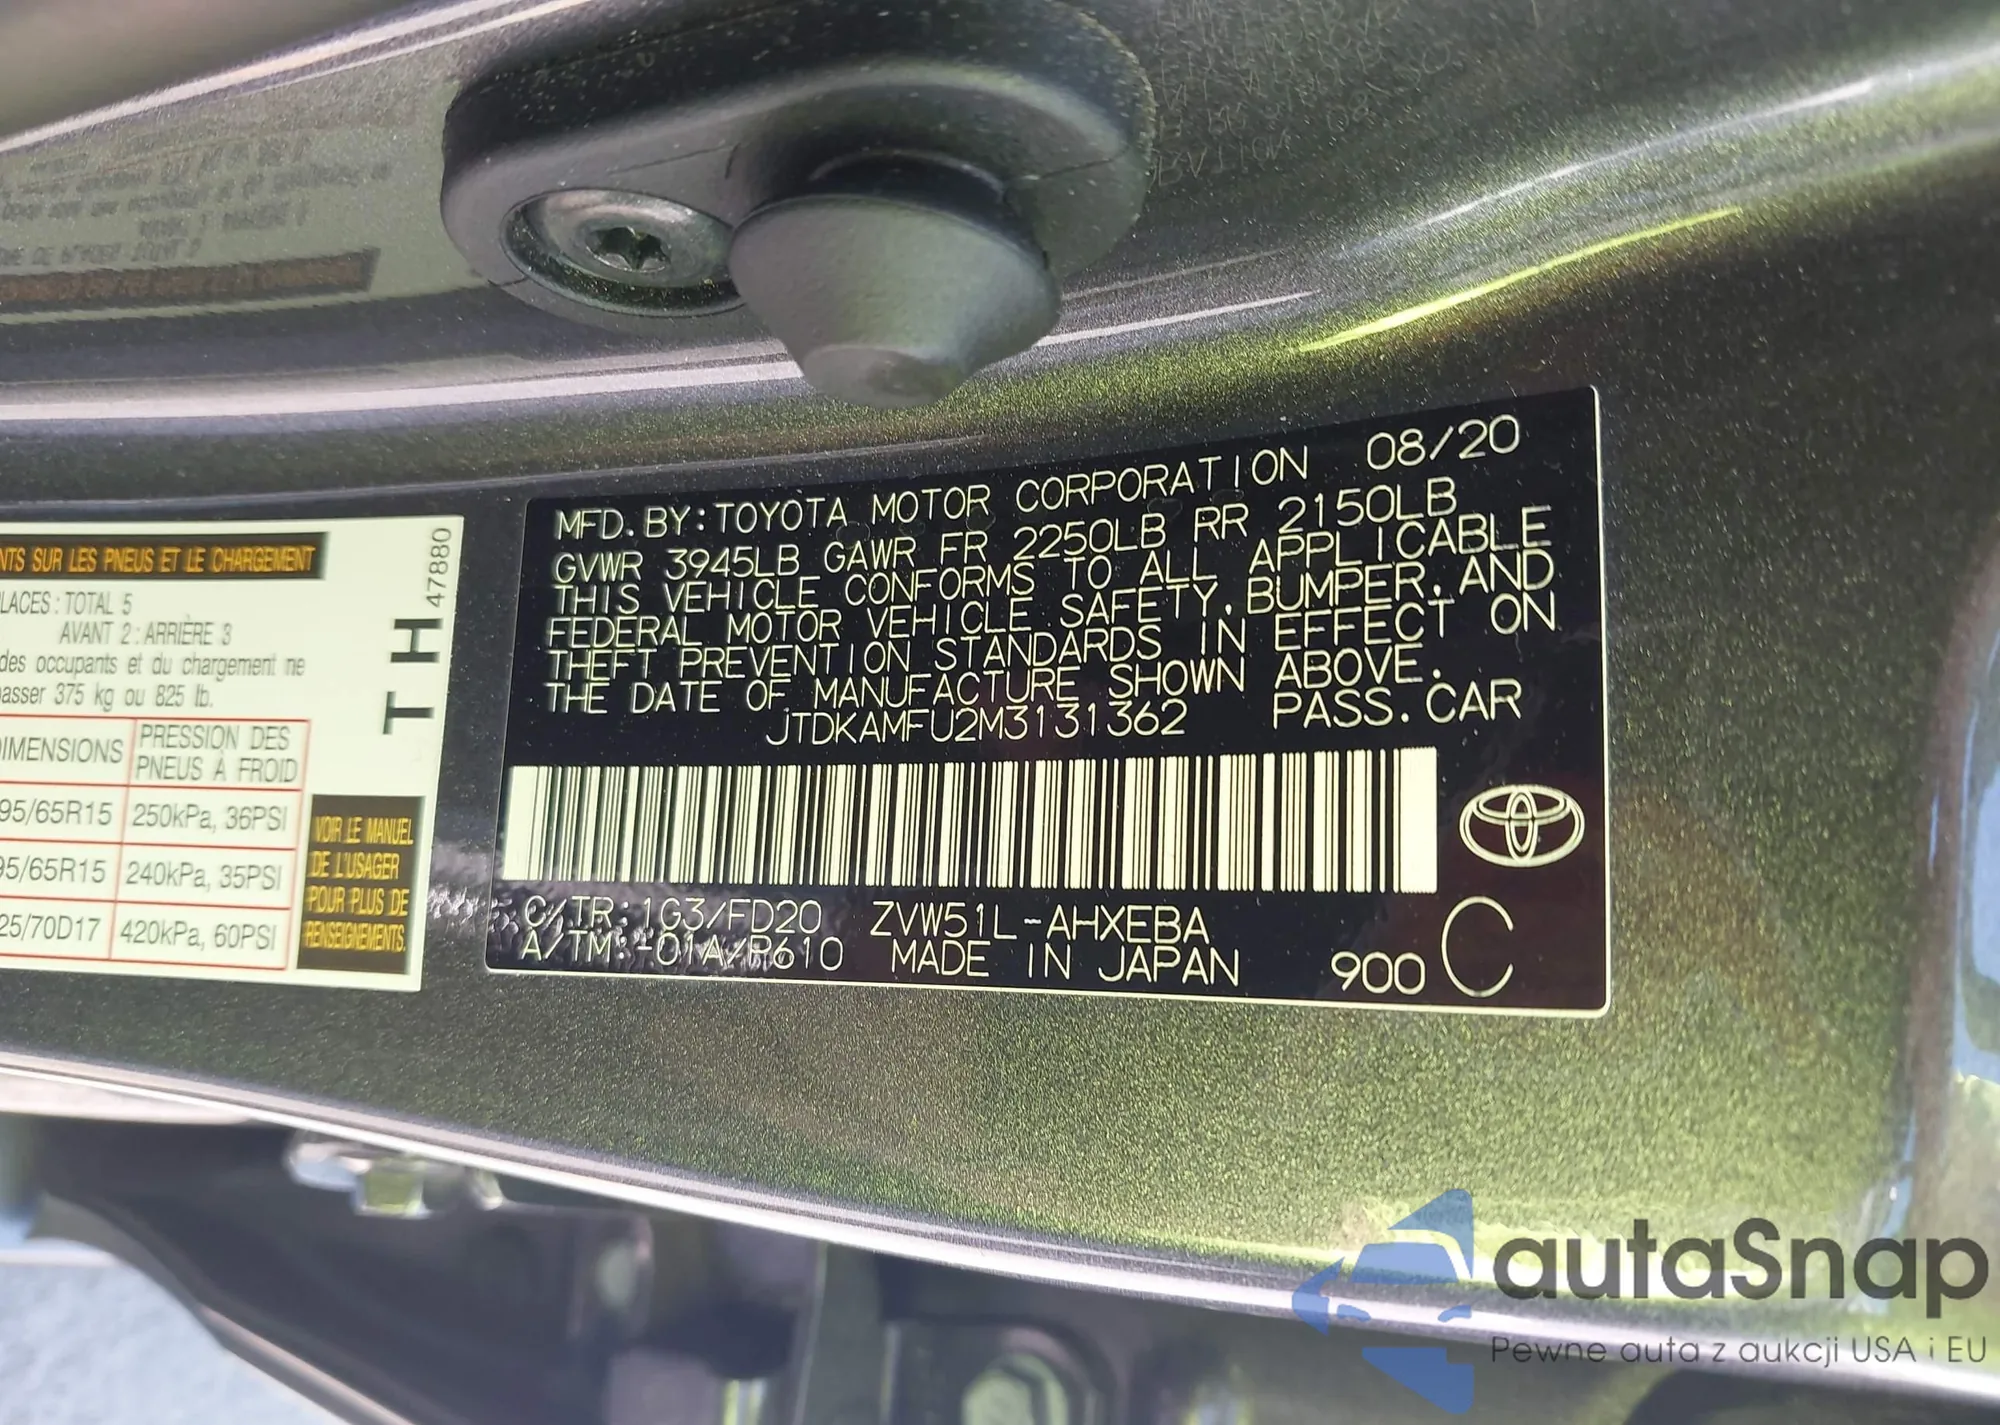 NTS SUR LES PNEUS ET LE CHARGEMENT
LACES : TOTAL 5
AVANT 2 : ARRIÈRE 3
des occupants et du chargement ne
asser 375 kg ou 825 lb.
DIMENSIONS PRESSION DES
PNEUS À FROID
95/65R15 250kPa, 36PSI
95/65R15 240kPa, 35PSI
25/70D17 420kPa, 60PSI
VOIR LE MANUEL
DE L'USAGER
POUR PLUS DE
RENSEIGNEMENTS.
TH 47880
MFD. BY: TOYOTA MOTOR CORPORATION 08/20
GVWR 3945LB GAWR FR 2250LB RR 2150LB
THIS VEHICLE CONFORMS TO ALL APPLICABLE
FEDERAL MOTOR VEHICLE SAFETY, BUMPER, AND
THEFT PREVENTION STANDARDS IN EFFECT ON
THE DATE OF MANUFACTURE SHOWN ABOVE.
JTDKAMFU2M3131362 PASS. CAR
C/TR: 1G3/FD20 ZVW51L-AHXEBA
A/TM: -01A/P610 MADE IN JAPAN 900 C
autaSnap
Pewne auta z aukcji USA i EU